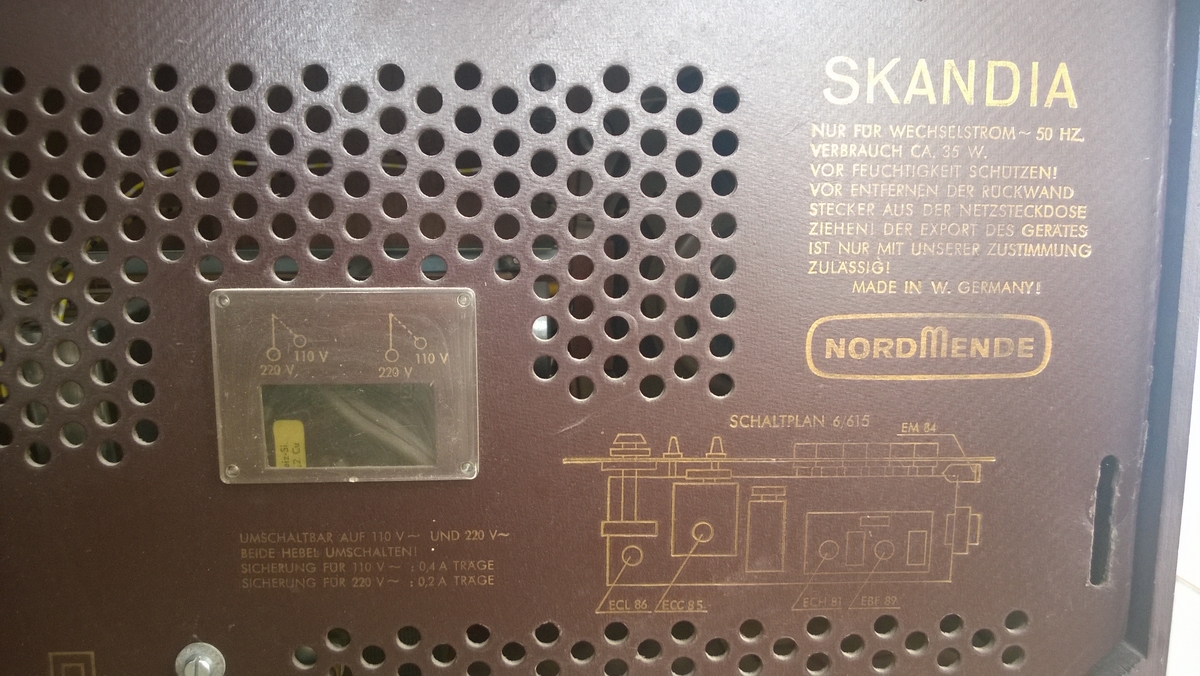 SKANDIA
NUR FÜR WECHSELSTROM ~ 50 HZ.
VERBRAUCH CA. 35 W.
VOR FEUCHTIGKEIT SCHÜTZEN!
VOR ENTFERNEN DER RÜCKWAND
STECKER AUS DER NETZSTECKDOSE
ZIEHEN! DER EXPORT DES GERÄTES
IST NUR MIT UNSERER ZUSTIMMUNG
ZULÄSSIG!
MADE IN W. GERMANY!
NORDMENDE
110 V 110 V
220 V 220 V
SCHALTPLAN 6/615
EM 84
ECL 86 ECC 85 ECH 81 EBF 89
UMSCHALTBAR AUF 110 V ~ UND 220 V ~
BEIDE HEBEL UMSCHALTEN!
SICHERUNG FÜR 110 V ~ : 0,4 A TRÄGE
SICHERUNG FÜR 220 V ~ : 0,2 A TRÄGE